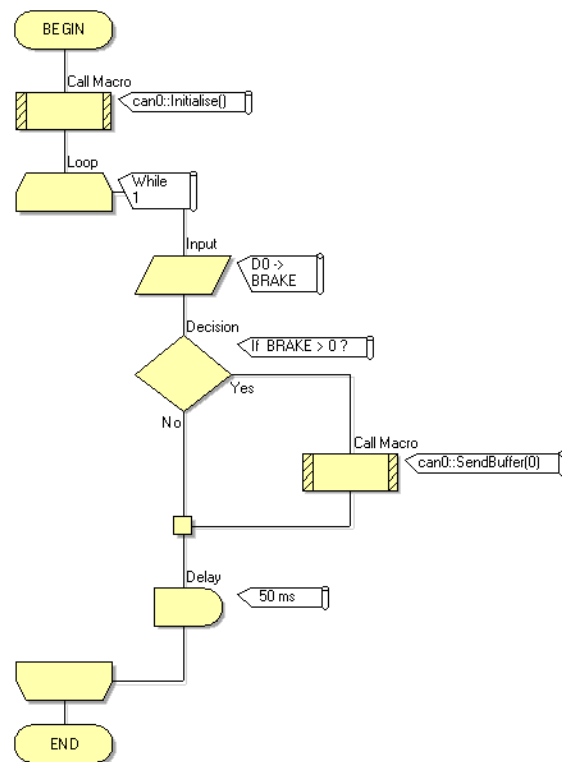 BEGIN
Call Macro
can0::Initialise()
Loop
While
1
Input
D0 ->
BRAKE
Decision
If BRAKE > 0 ?
Yes
No
Call Macro
can0::SendBuffer(0)
Delay
50 ms
END